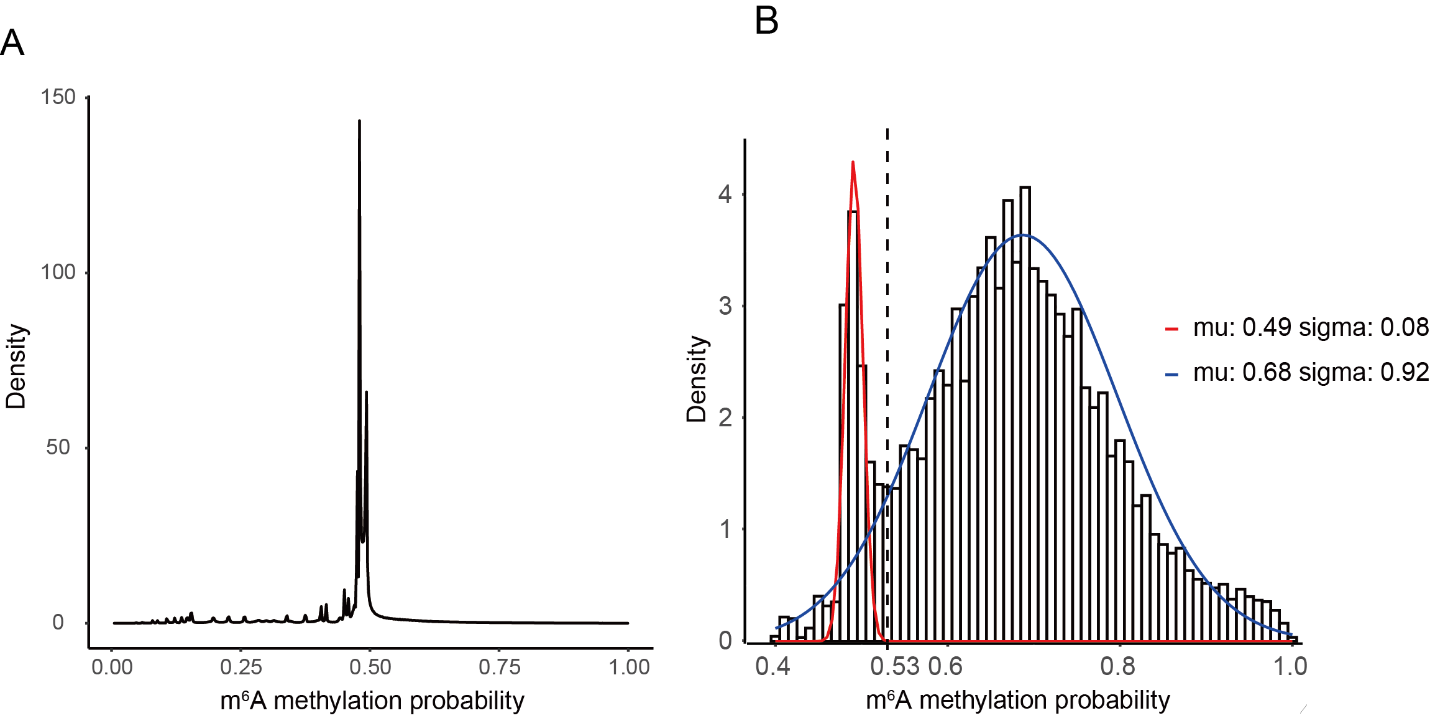 A
150
100
50
0
Density
0.00 0.25 0.50 0.75 1.00
m⁶A methylation probability
B
4
3
2
1
0
Density
0.4 0.53 0.6 0.8 1.0
m⁶A methylation probability
mu: 0.49 sigma: 0.08
mu: 0.68 sigma: 0.92